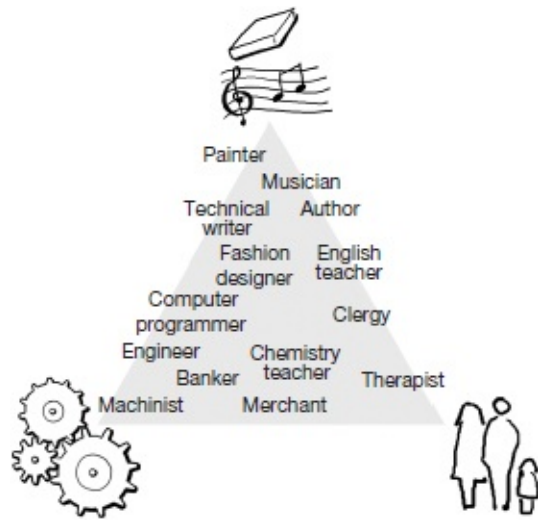 Painter
Musician
Technical
writer
Author
Fashion
designer
English
teacher
Computer
programmer
Clergy
Engineer
Chemistry
teacher
Banker
Therapist
Machinist
Merchant